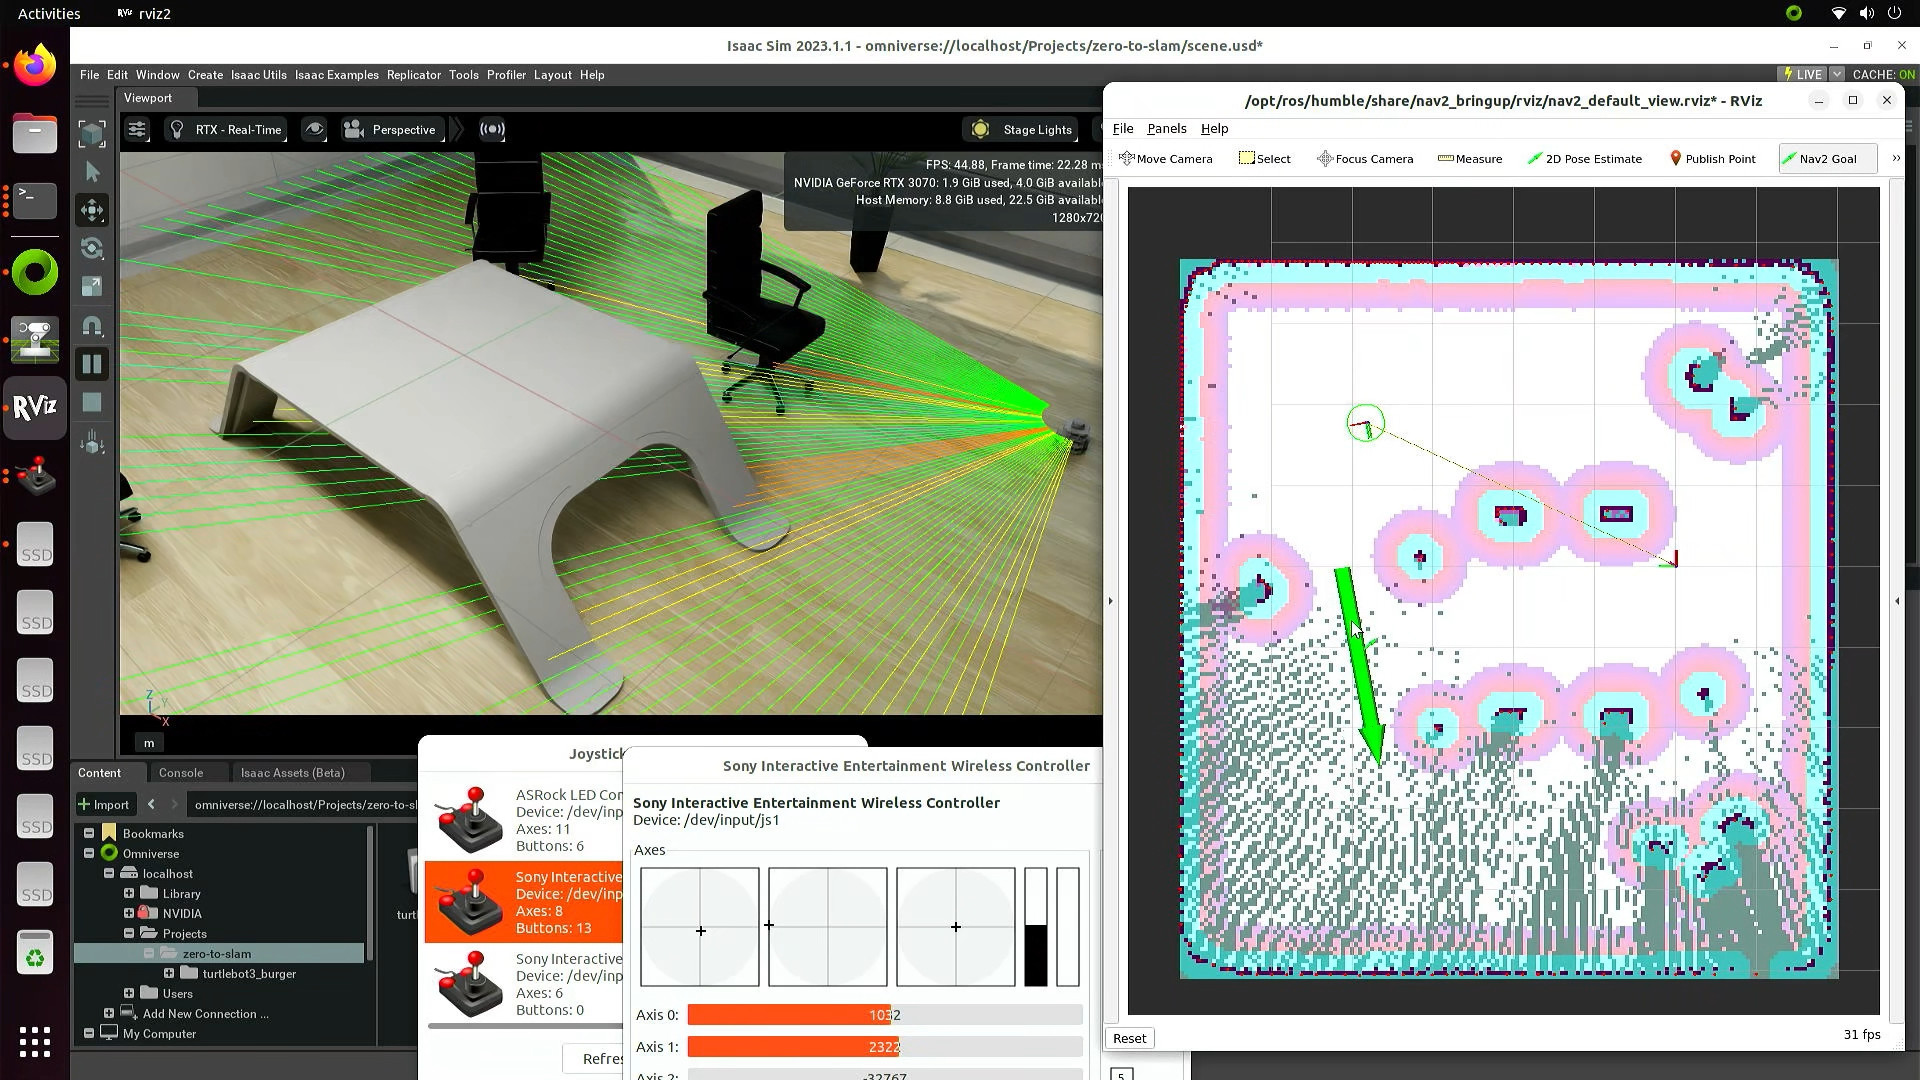 Activities
RViz rviz2
Isaac Sim 2023.1.1 - omniverse://localhost/Projects/zero-to-slam/scene.usd*
File Edit Window Create Isaac Utils Isaac Examples Replicator Tools Profiler Layout Help
LIVE
CACHE: ON
Viewport
RTX - Real-Time
Perspective
Stage Lights
FPS: 44.88, Frame time: 22.28 ms
NVIDIA GeForce RTX 3070: 1.9 GiB used, 4.0 GiB available
Host Memory: 8.8 GiB used, 22.5 GiB available
1280x720
Z
Y
X
m
RViz
SSD
SSD
SSD
SSD
SSD
SSD
/opt/ros/humble/share/nav2_bringup/rviz/nav2_default_view.rviz* - RViz
File Panels Help
Move Camera
Select
Focus Camera
Measure
2D Pose Estimate
Publish Point
Nav2 Goal
»
Reset
31 fps
Content
Console
Isaac Assets (Beta)
Import
omniverse://localhost/Projects/zero-to-sl
Bookmarks
Omniverse
localhost
Library
NVIDIA
Projects
zero-to-slam
turtlebot3_burger
Users
Add New Connection ...
My Computer
turtl
Joystick
ASRock LED Con
Device: /dev/inp
Axes: 11
Buttons: 6
Sony Interactive
Device: /dev/inp
Axes: 8
Buttons: 13
Sony Interactive
Device: /dev/inp
Axes: 6
Buttons: 0
Refres
Sony Interactive Entertainment Wireless Controller
Sony Interactive Entertainment Wireless Controller
Device: /dev/input/js1
Axes
Axis 0:
1032
Axis 1:
2322
Axis 2:
-32767
5